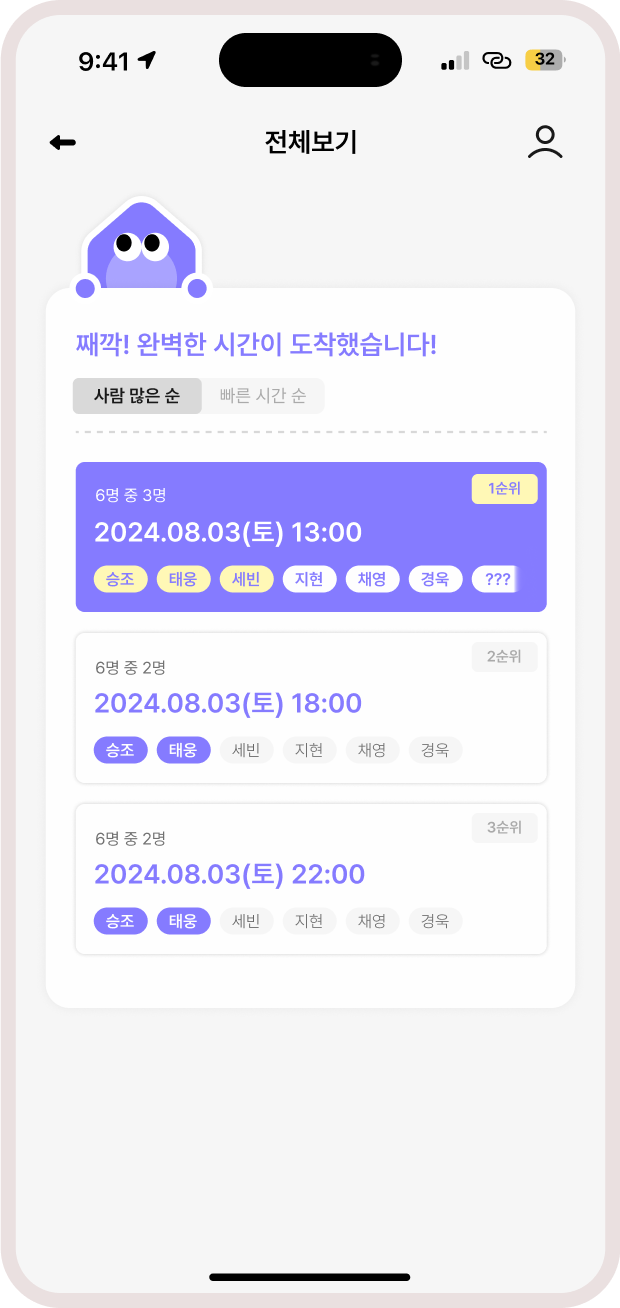 9:41
32
전체보기
째깍! 완벽한 시간이 도착했습니다!
사람 많은 순 빠른 시간 순
6명 중 3명 1순위
2024.08.03(토) 13:00
승조 태웅 세빈 지현 채영 경욱 ???
6명 중 2명 2순위
2024.08.03(토) 18:00
승조 태웅 세빈 지현 채영 경욱
6명 중 2명 3순위
2024.08.03(토) 22:00
승조 태웅 세빈 지현 채영 경욱